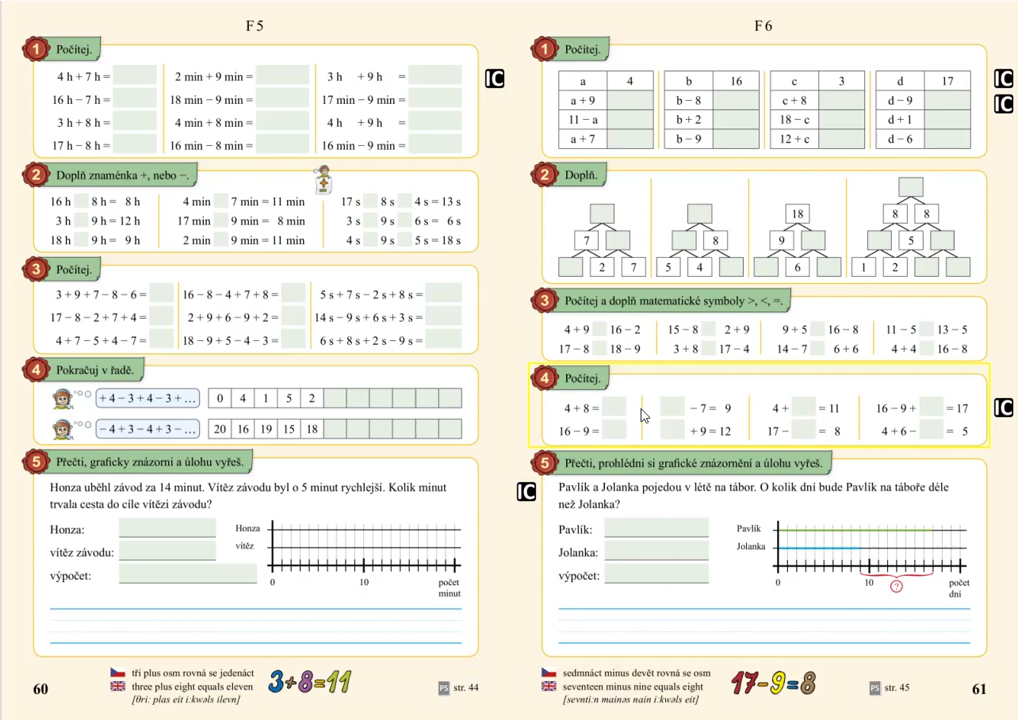 F 5
1 Počítej.
4 h + 7 h =
2 min + 9 min =
3 h + 9 h =
16 h − 7 h =
18 min − 9 min =
17 min − 9 min =
3 h + 8 h =
4 min + 8 min =
4 h + 9 h =
17 h − 8 h =
16 min − 8 min =
16 min − 9 min =
IC
2 Doplň znaménka +, nebo −.
16 h 8 h = 8 h
4 min 7 min = 11 min
17 s 8 s 4 s = 13 s
3 h 9 h = 12 h
17 min 9 min = 8 min
3 s 9 s 6 s = 6 s
18 h 9 h = 9 h
2 min 9 min = 11 min
4 s 9 s 5 s = 18 s
3 Počítej.
3 + 9 + 7 − 8 − 6 =
16 − 8 − 4 + 7 + 8 =
5 s + 7 s − 2 s + 8 s =
17 − 8 − 2 + 7 + 4 =
2 + 9 + 6 − 9 + 2 =
14 s − 9 s + 6 s + 3 s =
4 + 7 − 5 + 4 − 7 =
18 − 9 + 5 − 4 − 3 =
6 s + 8 s + 2 s − 9 s =
4 Pokračuj v řadě.
+ 4 − 3 + 4 − 3 + ...
0 4 1 5 2
− 4 + 3 − 4 + 3 − ...
20 16 19 15 18
5 Přečti, graficky znázorni a úlohu vyřeš.
Honza uběhl závod za 14 minut. Vítěz závodu byl o 5 minut rychlejší. Kolik minut
trvala cesta do cíle vítězi závodu?
Honza:
vítěz závodu:
výpočet:
Honza
vítěz
0 10 počet
minut
tři plus osm rovná se jedenáct
three plus eight equals eleven
[θri: plas eit i:kwəls ilevn]
3+8=11
60
PS str. 44
F 6
1 Počítej.
a 4 b 16 c 3 d 17
a + 9 b − 8 c + 8 d − 9
11 − a b + 2 18 − c d + 1
a + 7 b − 9 12 + c d − 6
IC
IC
2 Doplň.
18 8 8
7 8 9 5
2 7 5 4 6 1 2
3 Počítej a doplň matematické symboly >, <, =.
4 + 9 16 − 2
15 − 8 2 + 9
9 + 5 16 − 8
11 − 5 13 − 5
17 − 8 18 − 9
3 + 8 17 − 4
14 − 7 6 + 6
4 + 4 16 − 8
4 Počítej.
4 + 8 =
− 7 = 9
4 + = 11
16 − 9 + = 17
16 − 9 =
+ 9 = 12
17 − = 8
4 + 6 − = 5
IC
5 Přečti, prohlédni si grafické znázornění a úlohu vyřeš.
IC
Pavlík a Jolanka pojedou v létě na tábor. O kolik dní bude Pavlík na táboře déle
než Jolanka?
Pavlík:
Jolanka:
výpočet:
Pavlík
Jolanka
0 10 počet
dní
?
sedmnáct minus devět rovná se osm
seventeen minus nine equals eight
[sevnti:n mainəs nain i:kwəls eit]
17-9=8
PS str. 45
61